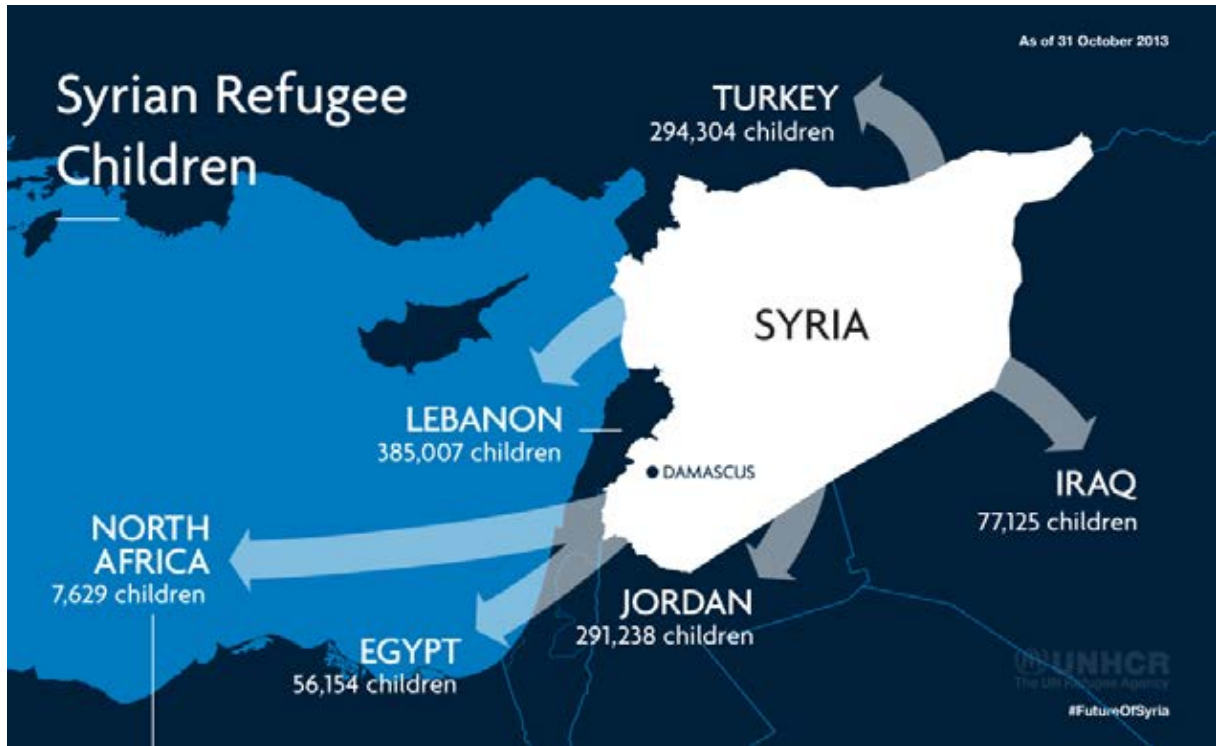 As of 31 October 2013
Syrian Refugee
Children
TURKEY
294,304 children
SYRIA
LEBANON
385,007 children
DAMASCUS
IRAQ
77,125 children
NORTH
AFRICA
7,629 children
JORDAN
291,238 children
EGYPT
56,154 children
UNHCR
The UN Refugee Agency
#FutureOfSyria